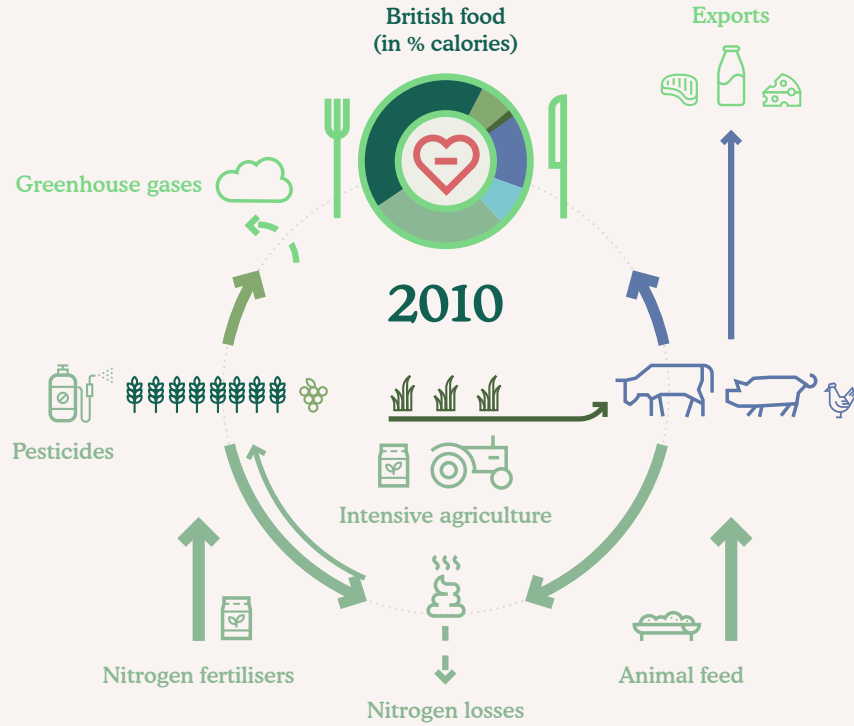 British food
(in % calories)
Exports
Greenhouse gases
2010
Pesticides
Intensive agriculture
Nitrogen fertilisers
Animal feed
Nitrogen losses